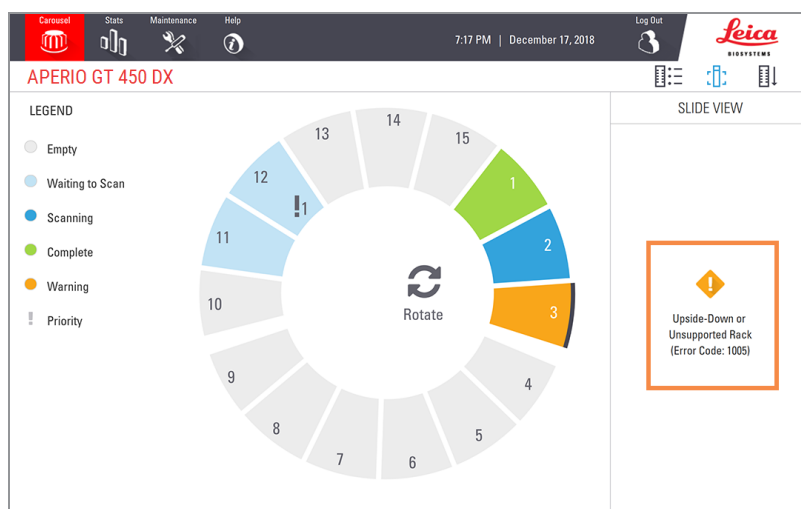 Carousel Stats Maintenance Help
7:17 PM | December 17, 2018
Log Out
Leica
BIOSYSTEMS
APERIO GT 450 DX
LEGEND
Empty
Waiting to Scan
Scanning
Complete
Warning
! Priority
13
14
15
12
!1
1
11
2
10
Rotate
3
9
4
8
7
6
5
SLIDE VIEW
Upside-Down or
Unsupported Rack
(Error Code: 1005)